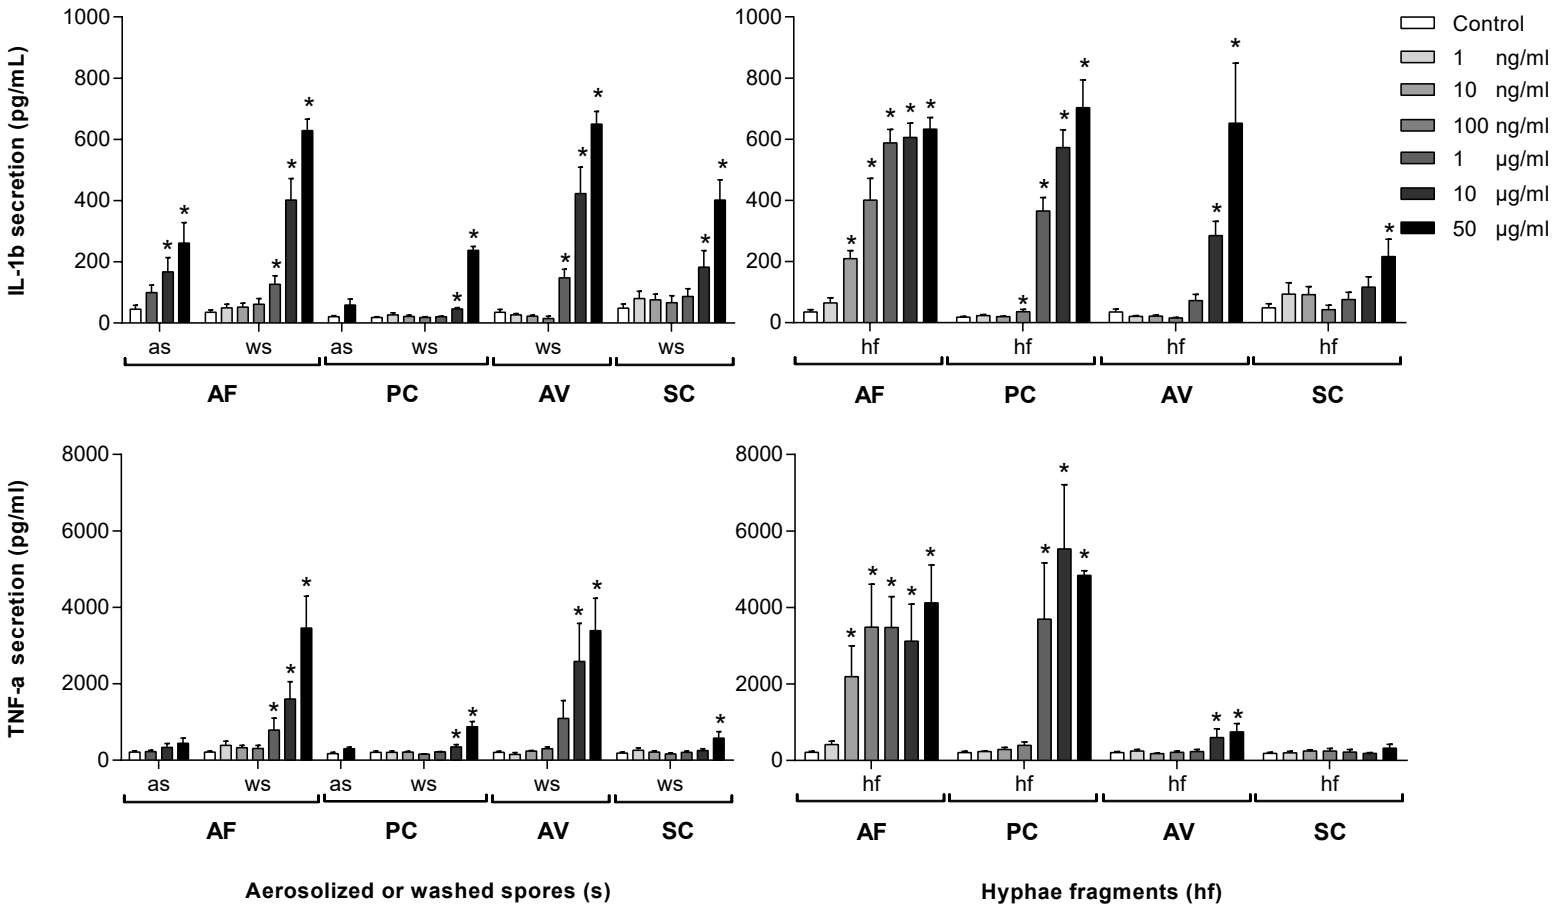 IL-1b secretion (pg/mL)
1000
800
600
400
200
0
* * * * * * * * * * * *
as ws as ws ws ws
AF PC AV SC
1000
800
600
400
200
0
* * * * * * * * * * * * *
hf hf hf hf
AF PC AV SC
Control
1 ng/ml
10 ng/ml
100 ng/ml
1 µg/ml
10 µg/ml
50 µg/ml
TNF-a secretion (pg/ml)
8000
6000
4000
2000
0
* * * * * * * *
as ws as ws ws ws
AF PC AV SC
Aerosolized or washed spores (s)
8000
6000
4000
2000
0
* * * * * * * * * *
hf hf hf hf
AF PC AV SC
Hyphae fragments (hf)